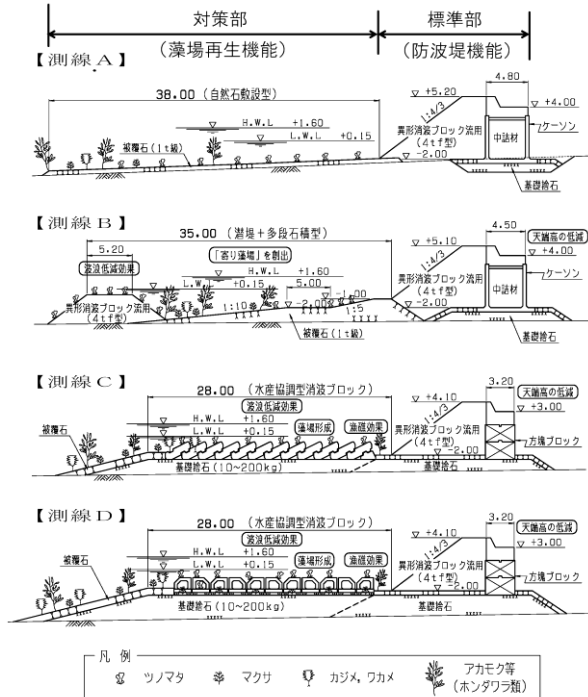 対策部
標準部
（藻場再生機能）
（防波堤機能）
【測線A】
38.00 (自然石敷設型)
H.W.L +1.60
L.W.L +0.15
被覆石(1t級)
+5.20
4.80
+4.00
1:4/3
異形消波ブロック流用
(4tf型)
-2.00
中詰材
ケーソン
基礎捨石
【測線B】
35.00 (潜堤+多段石積型)
5.20
波浪低減効果
「寄り藻場」を創出
H.W.L +1.60
L.W.L +0.15
5.00
-1.00
-2.00
異形消波ブロック流用
(4tf型)
1:10
1:5
被覆石(1t級)
+5.10
4.50
天端高の低減
+4.00
1:4/3
異形消波ブロック流用
(4tf型)
-2.00
中詰材
ケーソン
基礎捨石
【測線C】
28.00 (水産協調型消波ブロック)
波浪低減効果
H.W.L +1.60
L.W.L +0.15
藻場形成
漁礁効果
被覆石
基礎捨石(10~200kg)
+4.10
3.20
天端高の低減
+3.00
1:4/3
異形消波ブロック流用
(4tf型)
-2.00
方塊ブロック
基礎捨石
【測線D】
28.00 (水産協調型消波ブロック)
波浪低減効果
H.W.L +1.60
L.W.L +0.15
藻場形成
漁礁効果
被覆石
基礎捨石(10~200kg)
+4.10
3.20
天端高の低減
+3.00
1:4/3
異形消波ブロック流用
(4tf型)
-2.00
方塊ブロック
基礎捨石
凡例
ツノマタ
マクサ
カジメ, ワカメ
アカモク等
(ホンダワラ類)